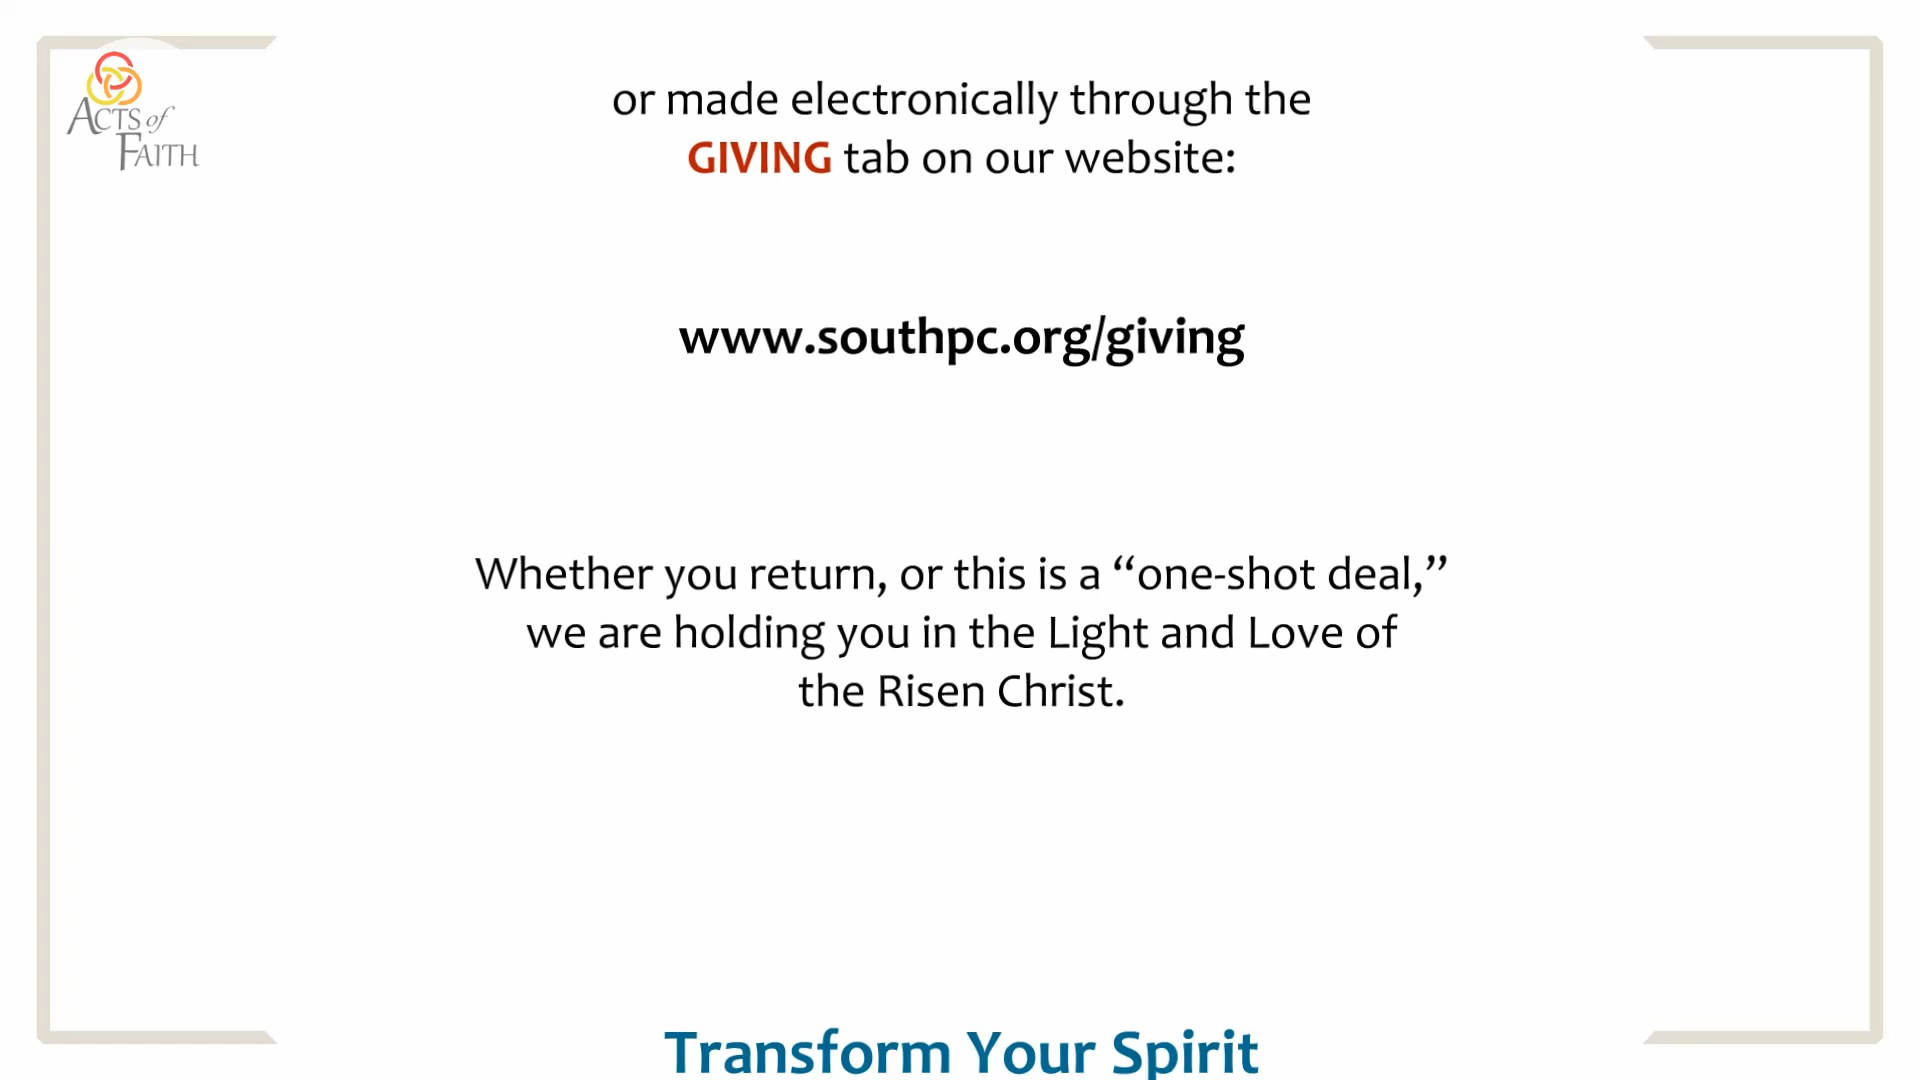 ACTS of
FAITH
or made electronically through the
GIVING tab on our website:
www.southpc.org/giving
Whether you return, or this is a “one-shot deal,”
we are holding you in the Light and Love of
the Risen Christ.
Transform Your Spirit